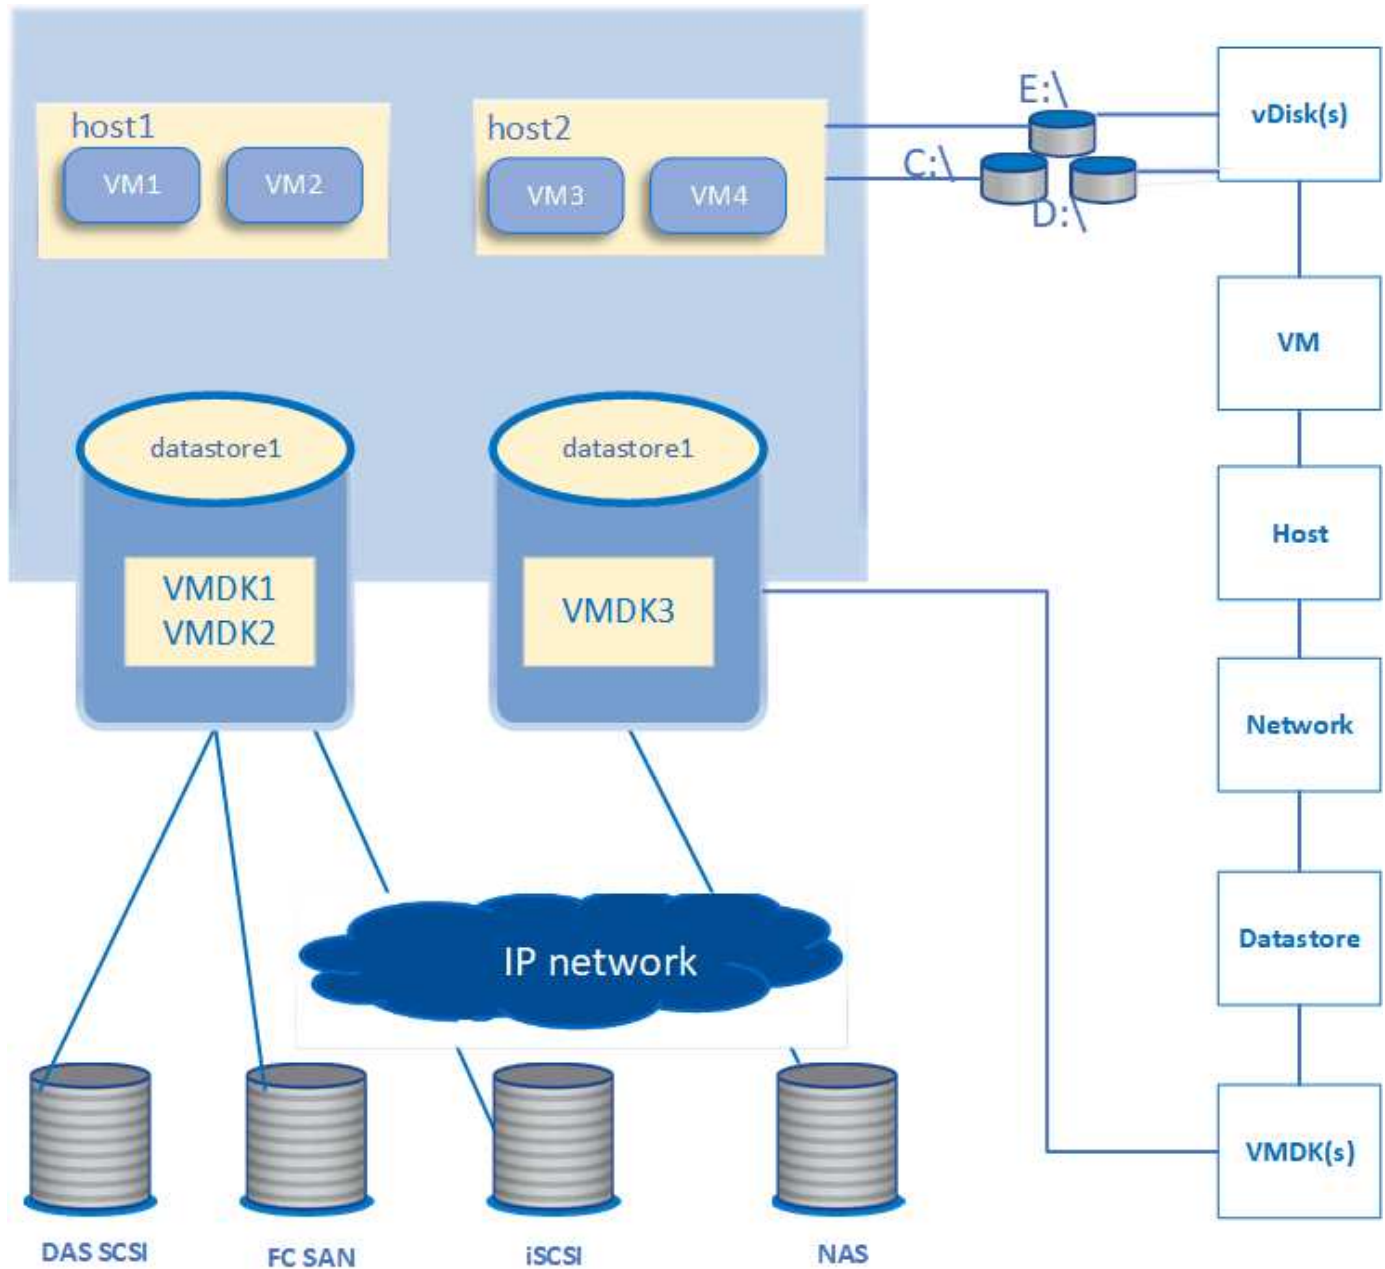 host1
VM1
VM2
host2
VM3
VM4
E:\
C:\
D:\
vDisk(s)
VM
Host
Network
Datastore
VMDK(s)
datastore1
VMDK1
VMDK2
datastore1
VMDK3
IP network
DAS SCSI
FC SAN
iSCSI
NAS